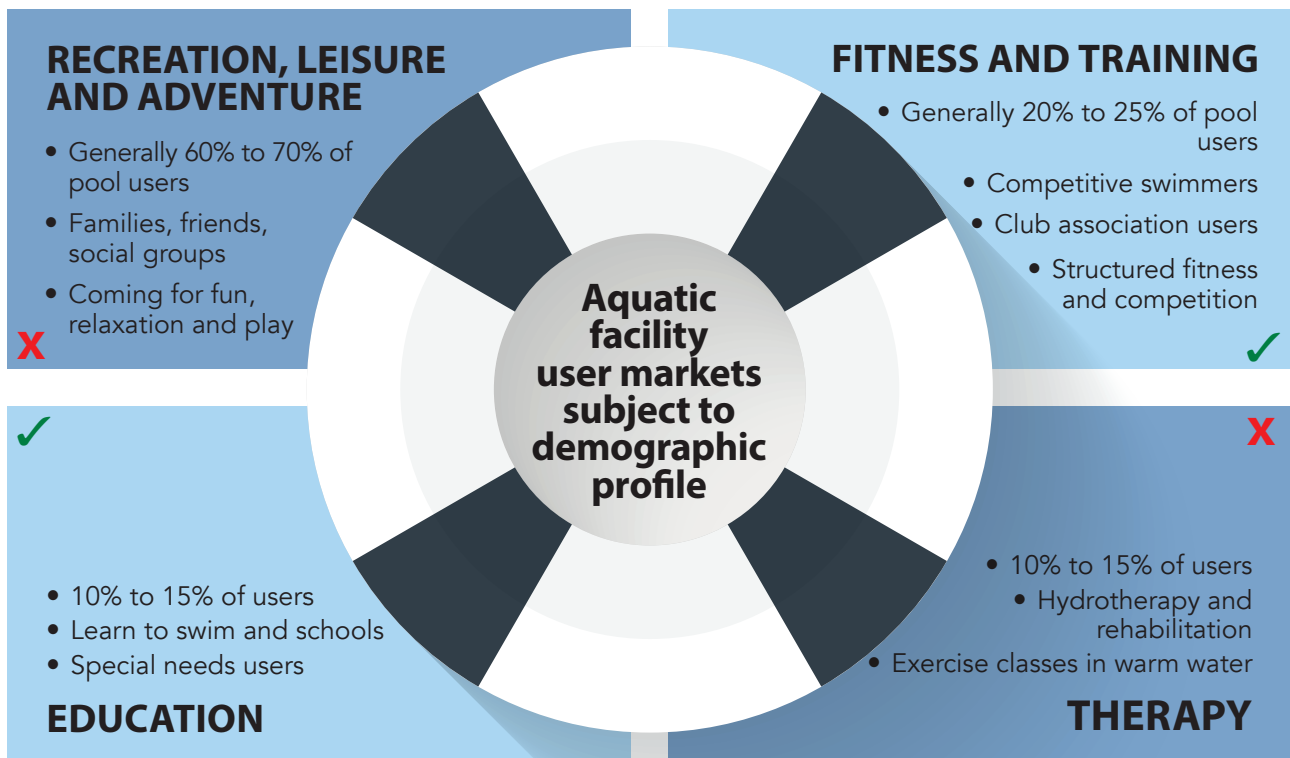 RECREATION, LEISURE
AND ADVENTURE
• Generally 60% to 70% of
pool users
• Families, friends,
social groups
• Coming for fun,
relaxation and play
X
FITNESS AND TRAINING
• Generally 20% to 25% of pool
users
• Competitive swimmers
• Club association users
• Structured fitness
and competition
✓
Aquatic
facility
user markets
subject to
demographic
profile
✓
• 10% to 15% of users
• Learn to swim and schools
• Special needs users
EDUCATION
X
• 10% to 15% of users
• Hydrotherapy and
rehabilitation
• Exercise classes in warm water
THERAPY